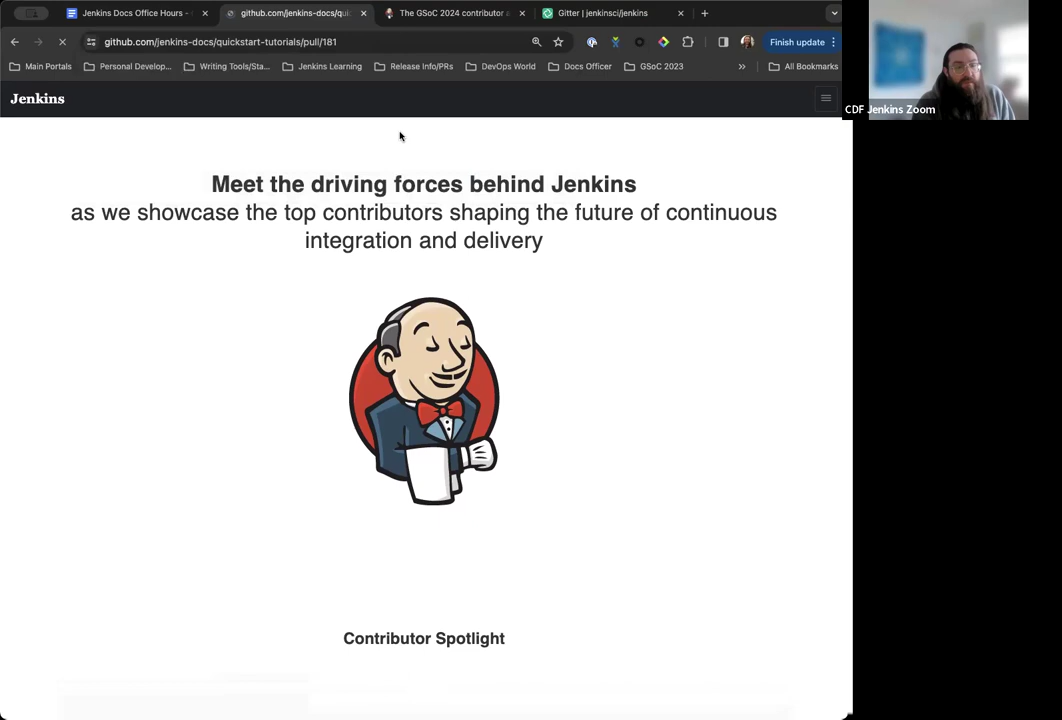 Jenkins Docs Office Hours -
github.com/jenkins-docs/qui
The GSoC 2024 contributor a
Gitter | jenkinsci/jenkins
github.com/jenkins-docs/quickstart-tutorials/pull/181
Finish update
Main Portals
Personal Develop...
Writing Tools/Sta...
Jenkins Learning
Release Info/PRs
DevOps World
Docs Officer
GSoC 2023
»
All Bookmarks
CDF Jenkins Zoom
Jenkins
Meet the driving forces behind Jenkins
as we showcase the top contributors shaping the future of continuous
integration and delivery
Contributor Spotlight